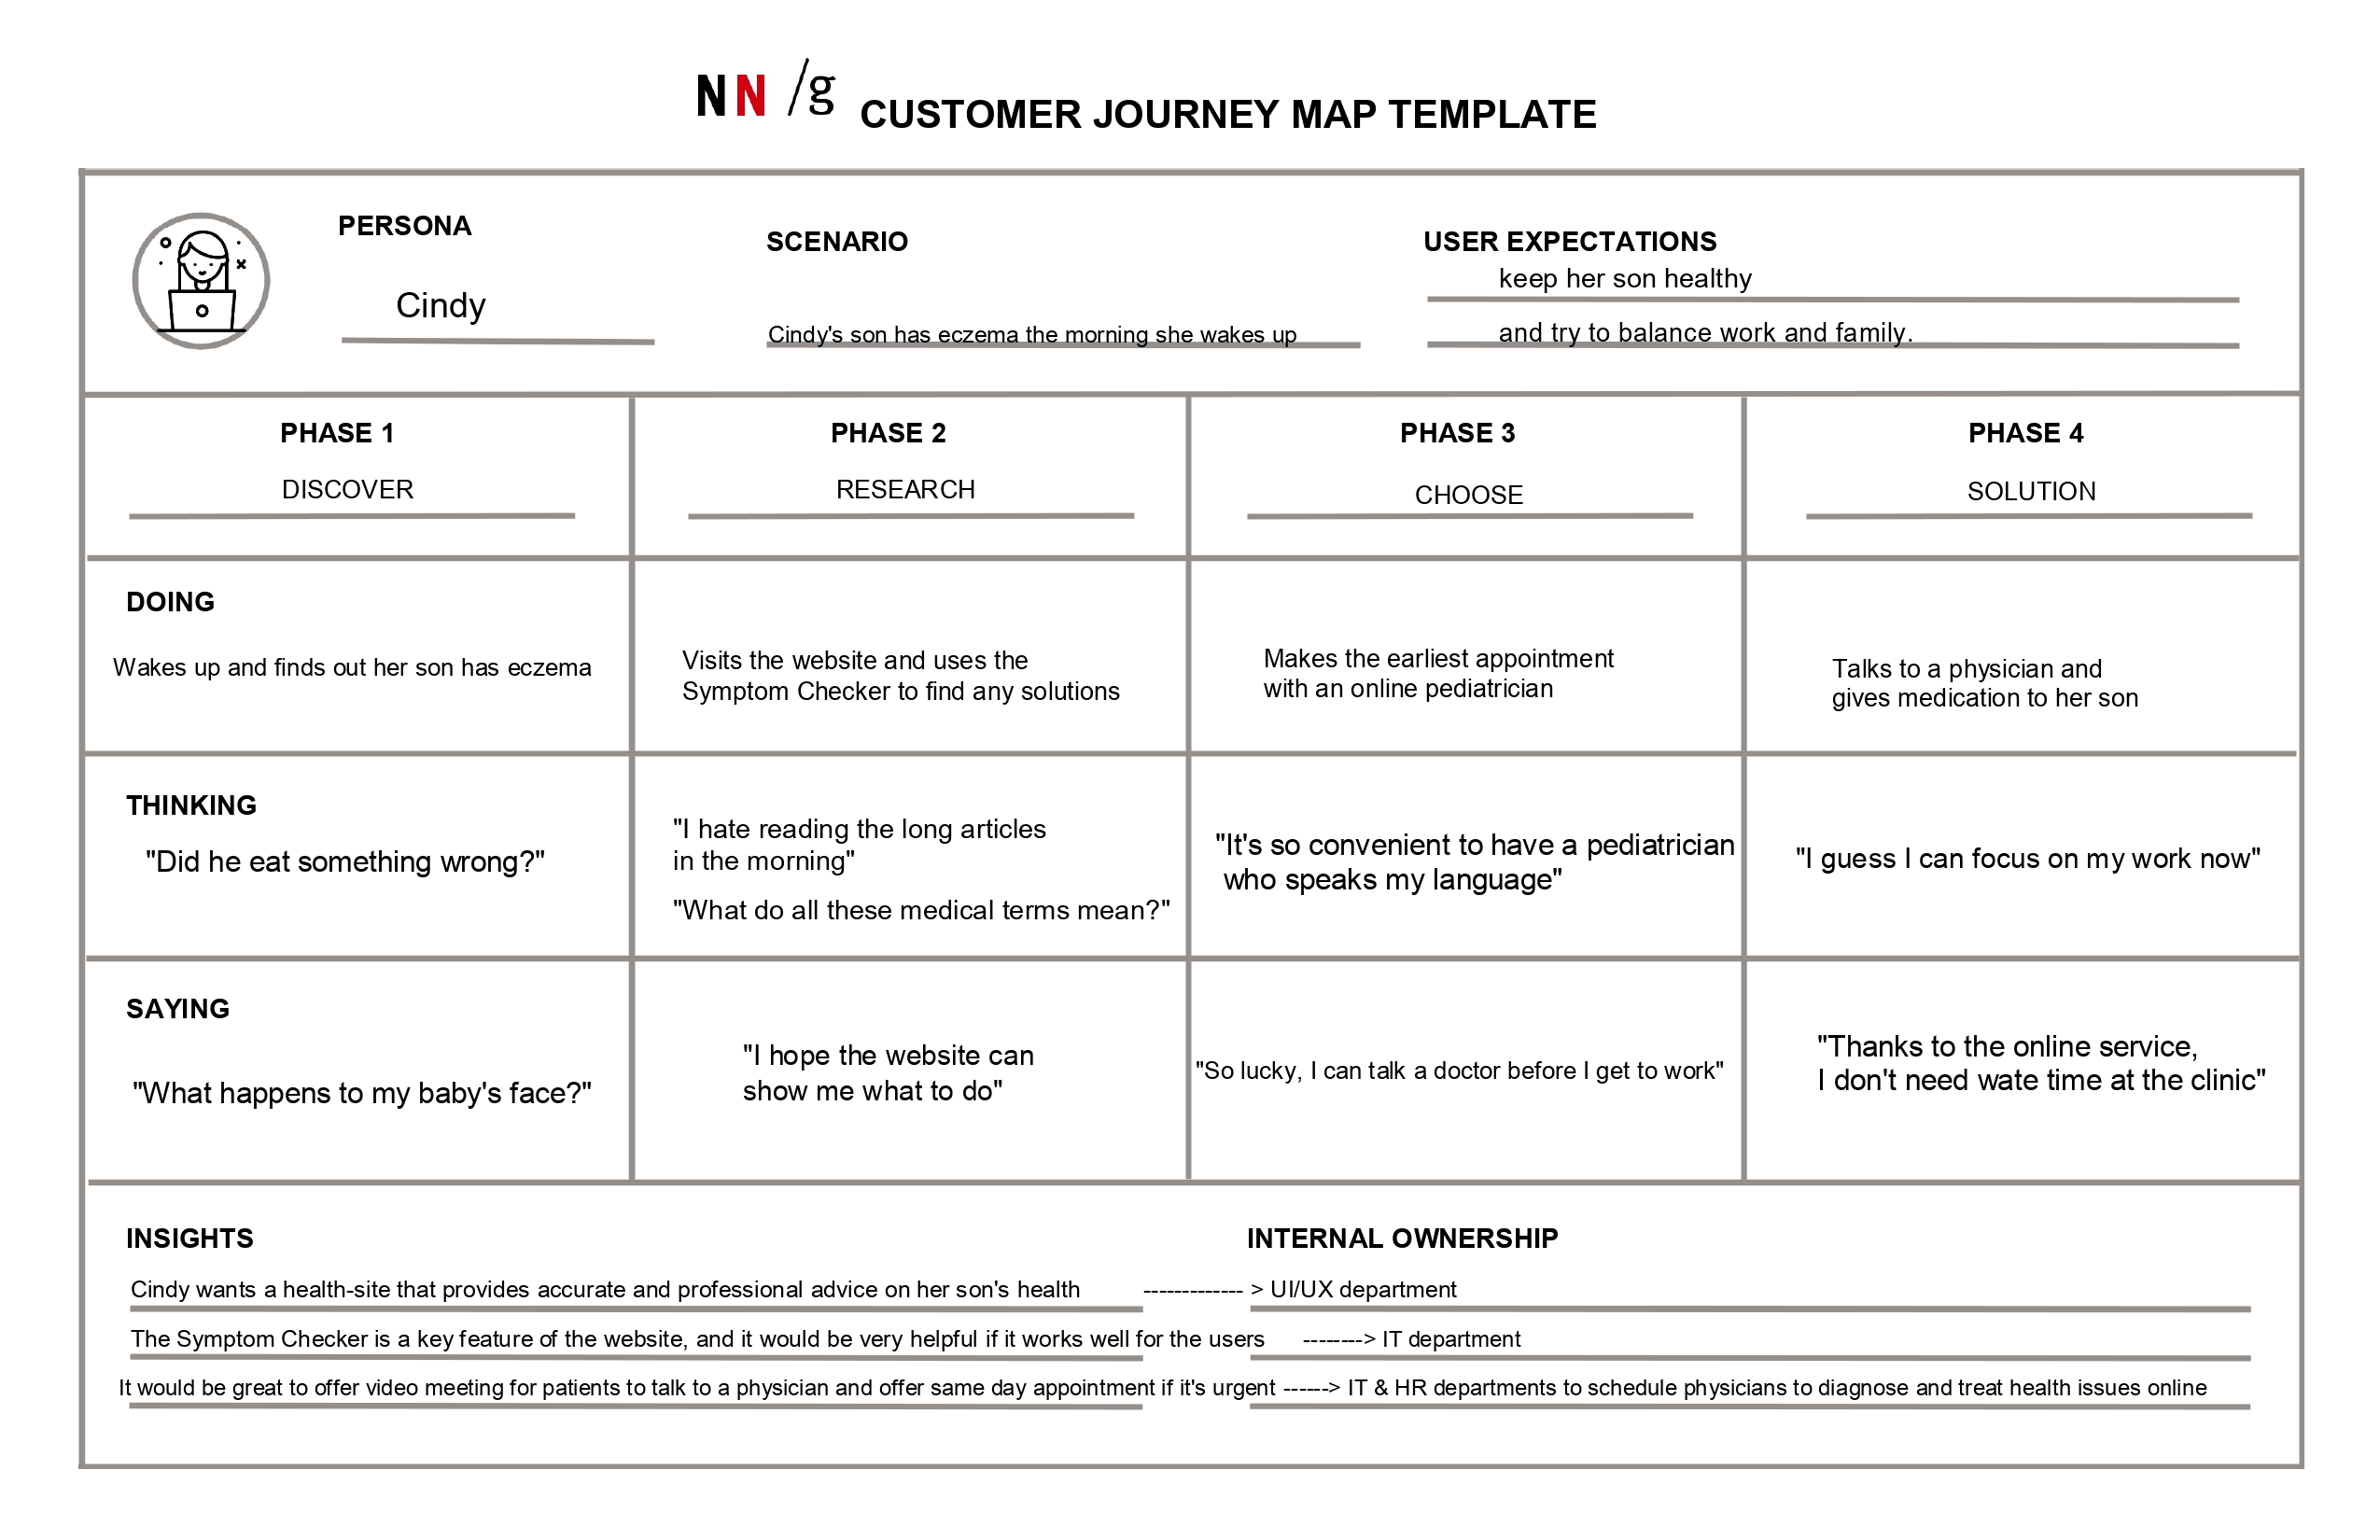 NN/g CUSTOMER JOURNEY MAP TEMPLATE
PERSONA
Cindy
SCENARIO
Cindy's son has eczema the morning she wakes up
USER EXPECTATIONS
keep her son healthy
and try to balance work and family.
PHASE 1
DISCOVER
PHASE 2
RESEARCH
PHASE 3
CHOOSE
PHASE 4
SOLUTION
DOING
Wakes up and finds out her son has eczema
Visits the website and uses the
Symptom Checker to find any solutions
Makes the earliest appointment
with an online pediatrician
Talks to a physician and
gives medication to her son
THINKING
"Did he eat something wrong?"
"I hate reading the long articles
in the morning"
"What do all these medical terms mean?"
"It's so convenient to have a pediatrician
who speaks my language"
"I guess I can focus on my work now"
SAYING
"What happens to my baby's face?"
"I hope the website can
show me what to do"
"So lucky, I can talk a doctor before I get to work"
"Thanks to the online service,
I don't need wate time at the clinic"
INSIGHTS
INTERNAL OWNERSHIP
Cindy wants a health-site that provides accurate and professional advice on her son's health ------------- > UI/UX department
The Symptom Checker is a key feature of the website, and it would be very helpful if it works well for the users --------> IT department
It would be great to offer video meeting for patients to talk to a physician and offer same day appointment if it's urgent ------> IT & HR departments to schedule physicians to diagnose and treat health issues online